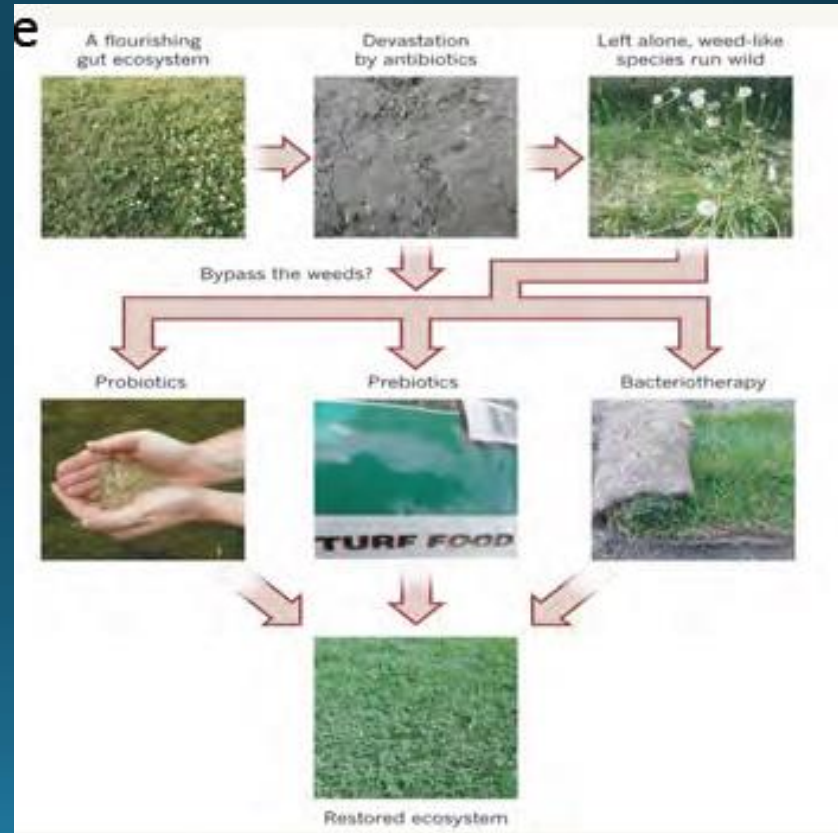 e
A flourishing
gut ecosystem
Devastation
by antibiotics
Left alone, weed-like
species run wild
Bypass the weeds?
Probiotics
Prebiotics
Bacteriotherapy
TURF FOOD
Restored ecosystem